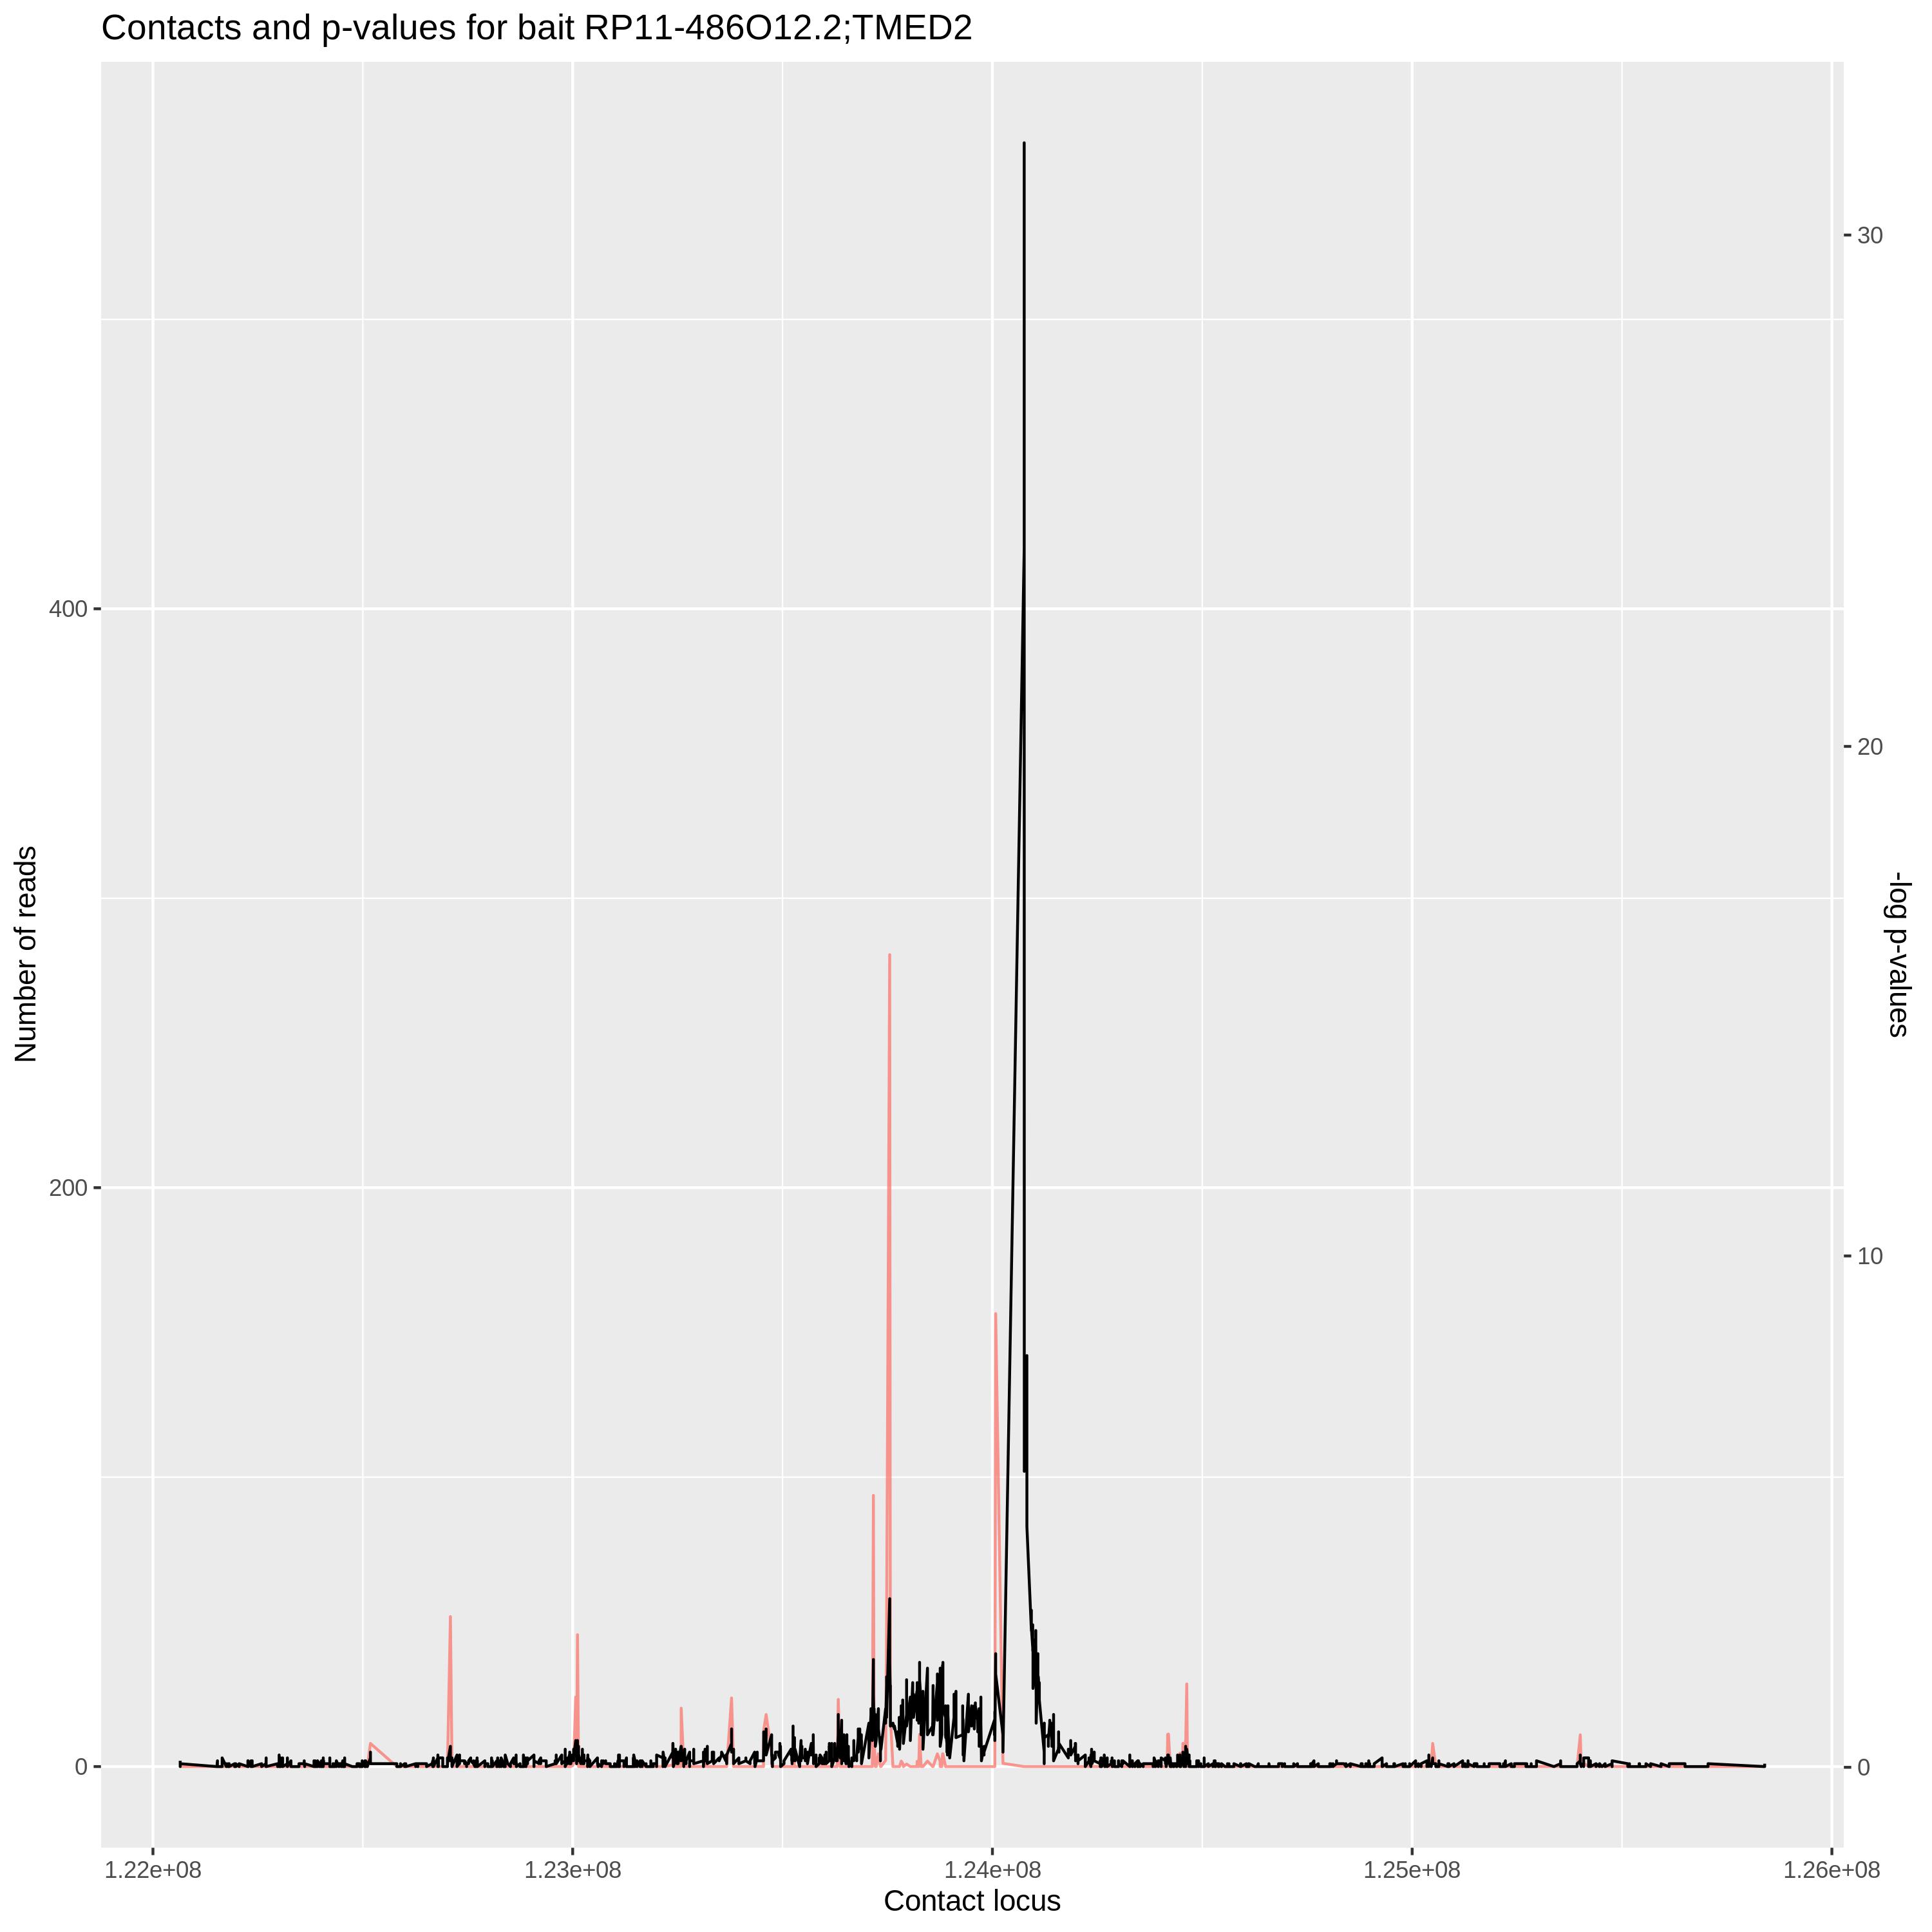 Contacts and p-values for bait RP11-486O12.2;TMED2
Number of reads
400
200
0
30
20
10
0
-log p-values
1.22e+08
1.23e+08
1.24e+08
1.25e+08
1.26e+08
Contact locus